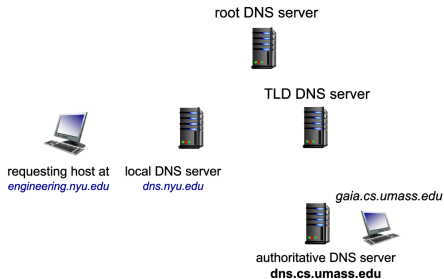 root DNS server
TLD DNS server
requesting host at
engineering.nyu.edu
local DNS server
dns.nyu.edu
gaia.cs.umass.edu
authoritative DNS server
dns.cs.umass.edu